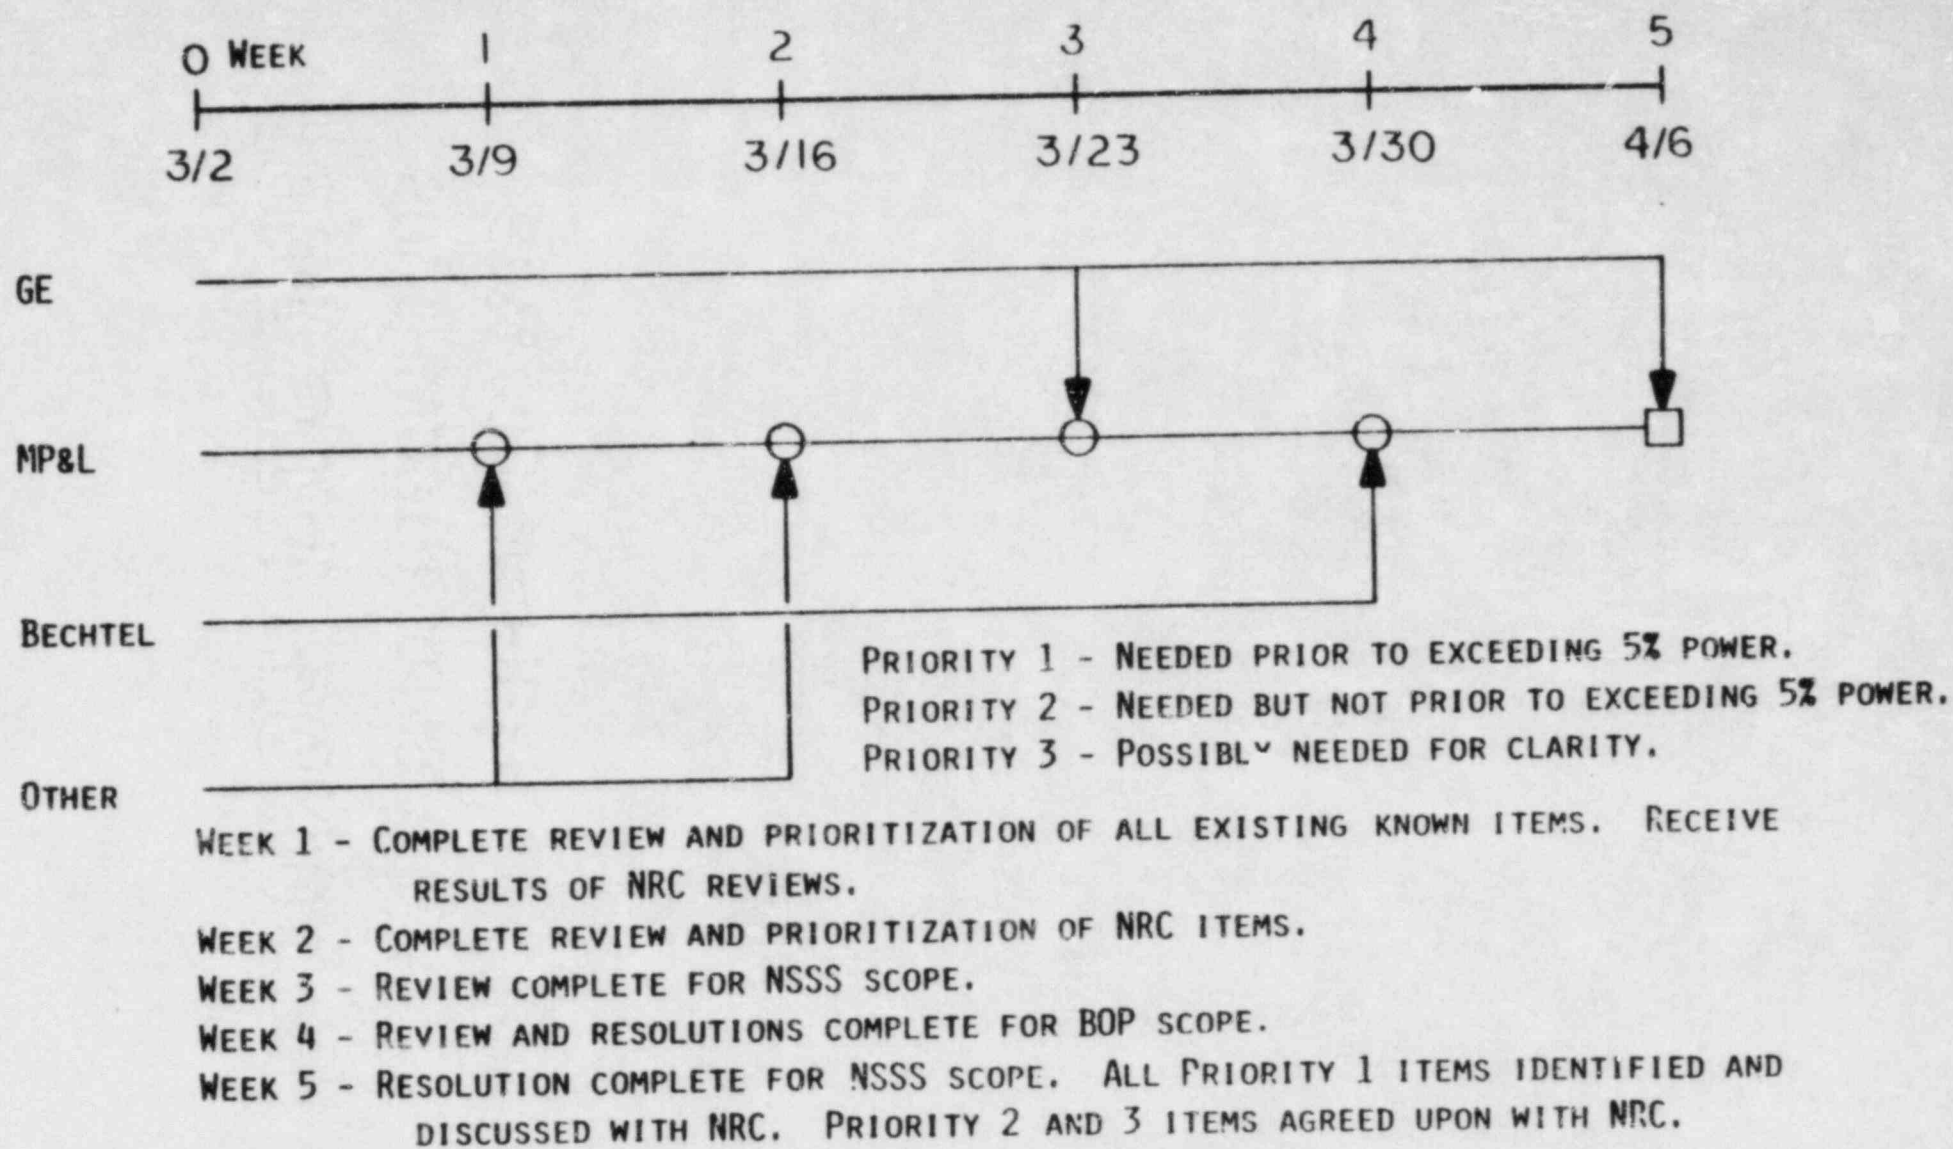 0 WEEK 1 2 3 4 5
3/2 3/9 3/16 3/23 3/30 4/6
GE
MP&L
BECHTEL
PRIORITY 1 - NEEDED PRIOR TO EXCEEDING 5% POWER.
PRIORITY 2 - NEEDED BUT NOT PRIOR TO EXCEEDING 5% POWER.
PRIORITY 3 - POSSIBLY NEEDED FOR CLARITY.
OTHER
WEEK 1 - COMPLETE REVIEW AND PRIORITIZATION OF ALL EXISTING KNOWN ITEMS. RECEIVE
RESULTS OF NRC REVIEWS.
WEEK 2 - COMPLETE REVIEW AND PRIORITIZATION OF NRC ITEMS.
WEEK 3 - REVIEW COMPLETE FOR NSSS SCOPE.
WEEK 4 - REVIEW AND RESOLUTIONS COMPLETE FOR BOP SCOPE.
WEEK 5 - RESOLUTION COMPLETE FOR NSSS SCOPE. ALL PRIORITY 1 ITEMS IDENTIFIED AND
DISCUSSED WITH NRC. PRIORITY 2 AND 3 ITEMS AGREED UPON WITH NRC.